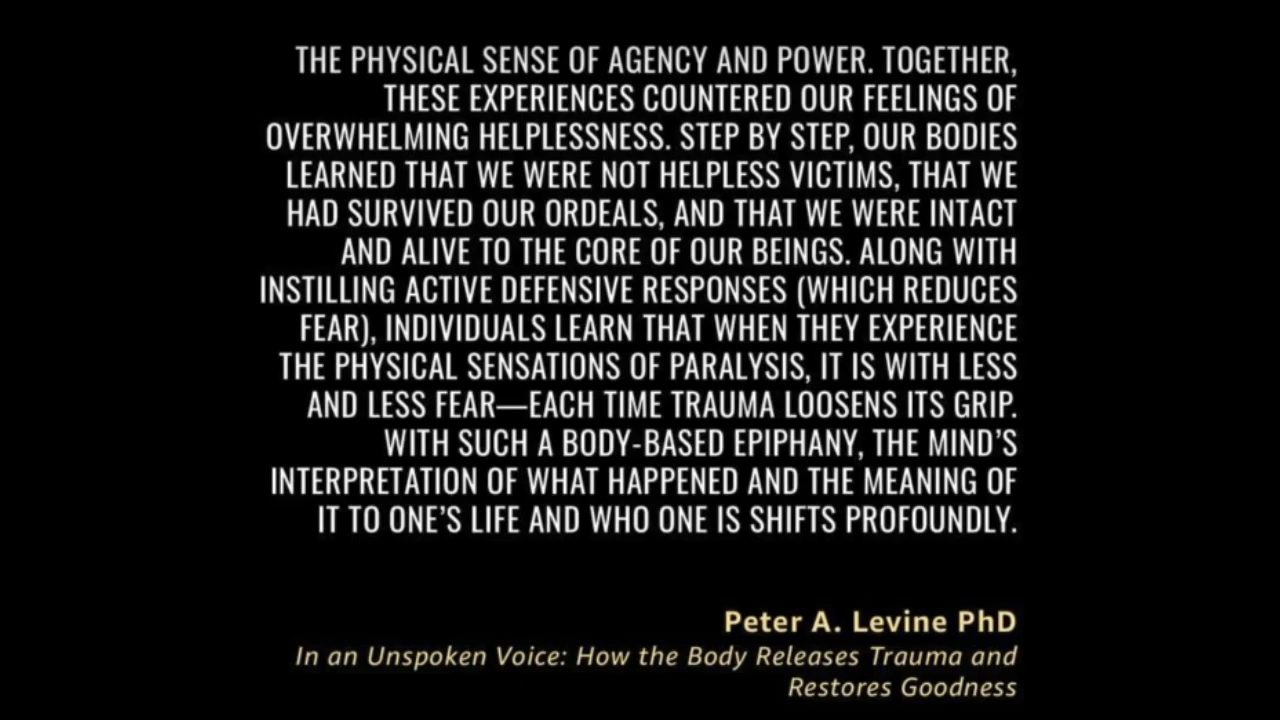 THE PHYSICAL SENSE OF AGENCY AND POWER. TOGETHER,
THESE EXPERIENCES COUNTERED OUR FEELINGS OF
OVERWHELMING HELPLESSNESS. STEP BY STEP, OUR BODIES
LEARNED THAT WE WERE NOT HELPLESS VICTIMS, THAT WE
HAD SURVIVED OUR ORDEALS, AND THAT WE WERE INTACT
AND ALIVE TO THE CORE OF OUR BEINGS. ALONG WITH
INSTILLING ACTIVE DEFENSIVE RESPONSES (WHICH REDUCES
FEAR), INDIVIDUALS LEARN THAT WHEN THEY EXPERIENCE
THE PHYSICAL SENSATIONS OF PARALYSIS, IT IS WITH LESS
AND LESS FEAR—EACH TIME TRAUMA LOOSENS ITS GRIP.
WITH SUCH A BODY-BASED EPIPHANY, THE MIND’S
INTERPRETATION OF WHAT HAPPENED AND THE MEANING OF
IT TO ONE’S LIFE AND WHO ONE IS SHIFTS PROFOUNDLY.
Peter A. Levine PhD
In an Unspoken Voice: How the Body Releases Trauma and
Restores Goodness